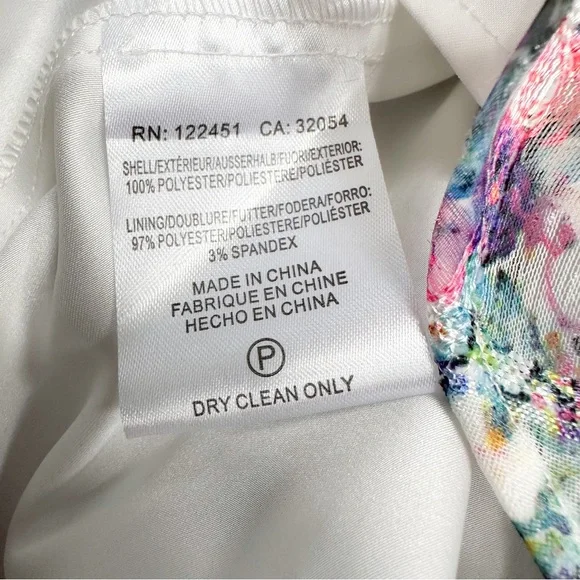 RN: 122451 CA: 32054
SHELL/EXTÉRIEUR/AUSSERHALB/FUORI/EXTERIOR:
100% POLYESTER/POLIESTERE/POLIÉSTER
LINING/DOUBLURE/FUTTER/FODERA/FORRO:
97% POLYESTER/POLIESTERE/POLIÉSTER
3% SPANDEX
MADE IN CHINA
FABRIQUE EN CHINE
HECHO EN CHINA
P
DRY CLEAN ONLY